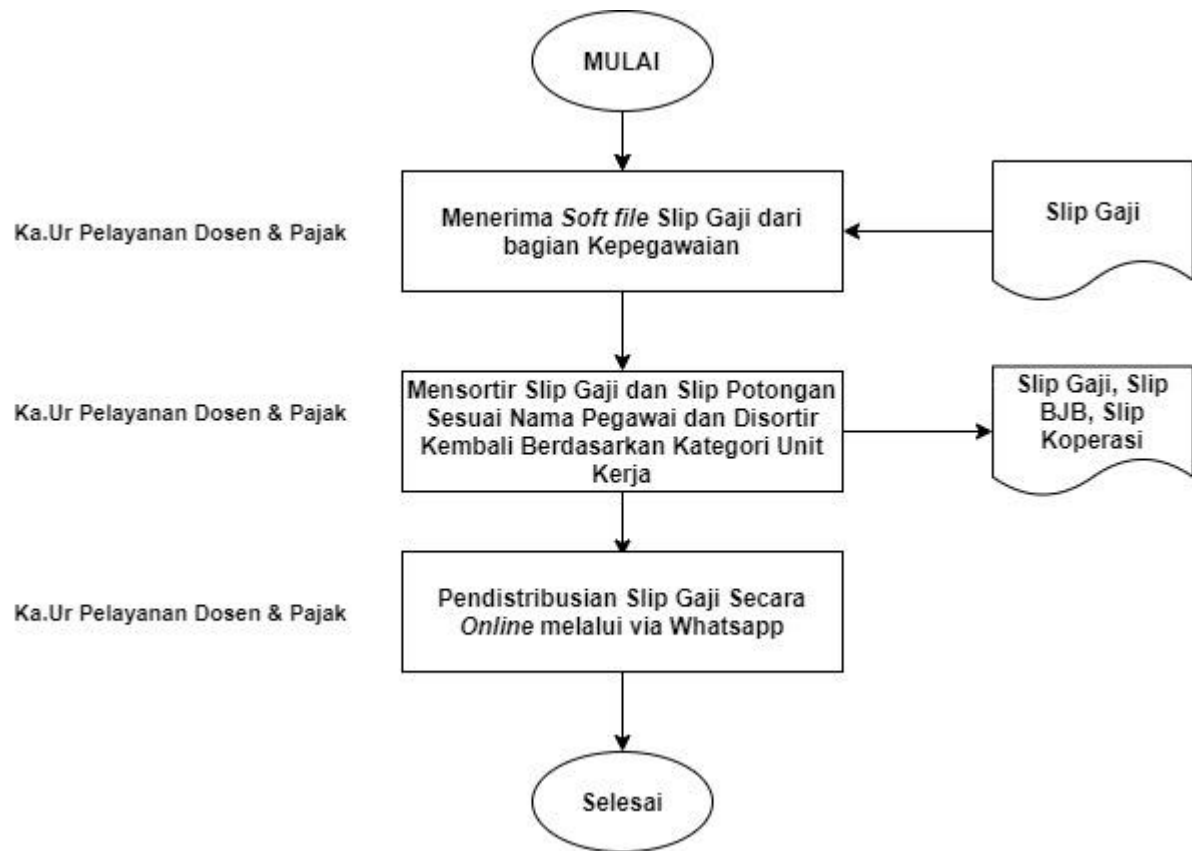 MULAI
Ka.Ur Pelayanan Dosen & Pajak
Menerima Soft file Slip Gaji dari
bagian Kepegawaian
Slip Gaji
Ka.Ur Pelayanan Dosen & Pajak
Mensortir Slip Gaji dan Slip Potongan
Sesuai Nama Pegawai dan Disortir
Kembali Berdasarkan Kategori Unit
Kerja
Slip Gaji, Slip
BJB, Slip
Koperasi
Ka.Ur Pelayanan Dosen & Pajak
Pendistribusian Slip Gaji Secara
Online melalui via Whatsapp
Selesai